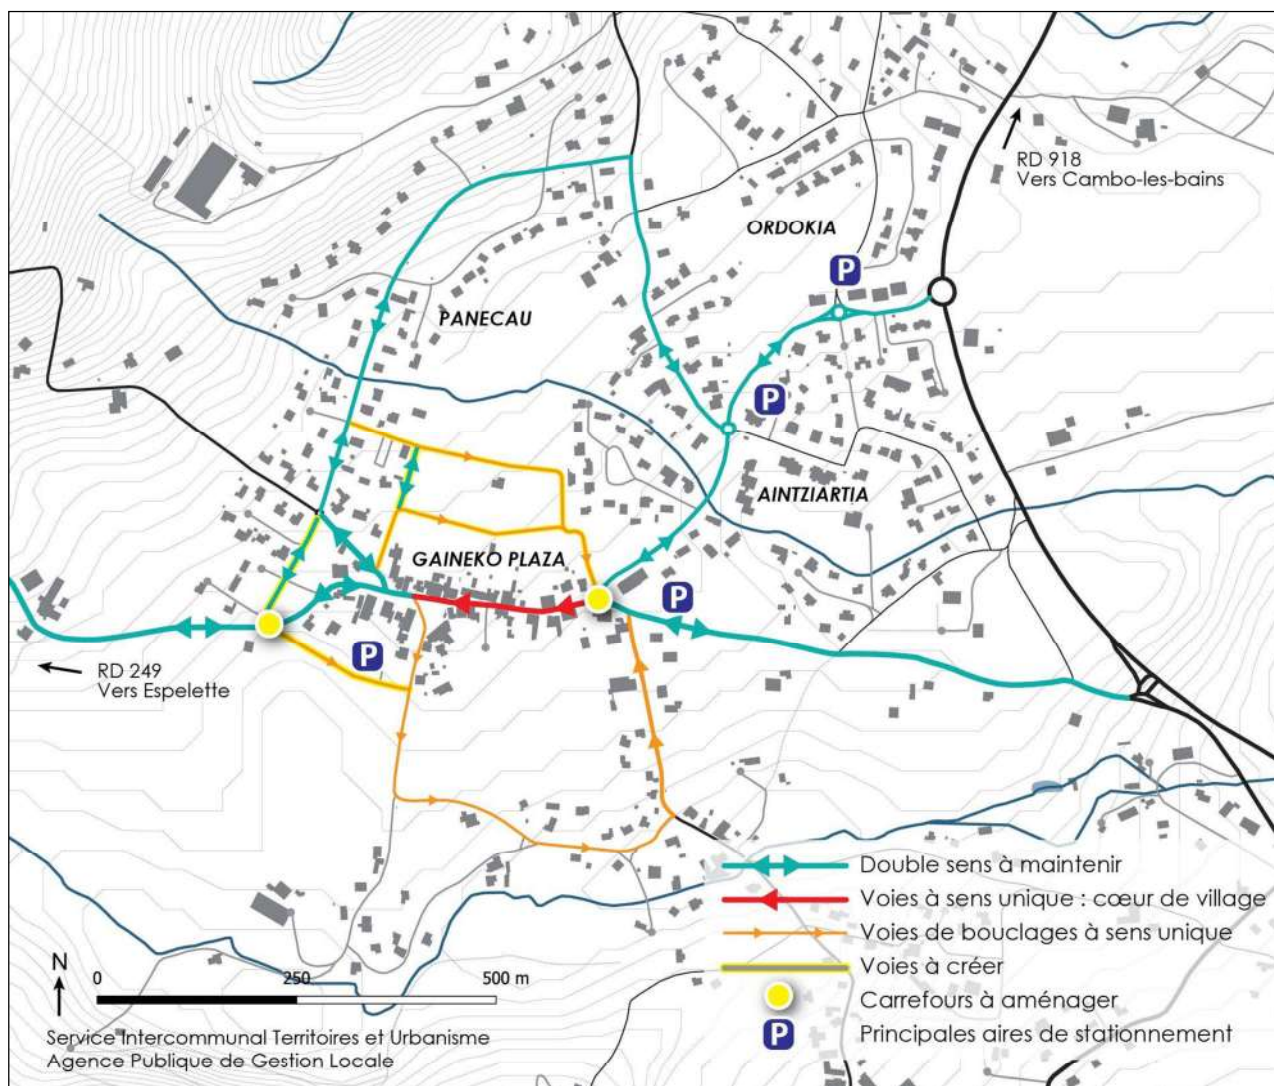 RD 918
Vers Cambo-les-bains
ORDOKIA
P
PANECAU
P
AINTZIARTIA
GAINEKO PLAZA
P
P
RD 249
Vers Espelette
Double sens à maintenir
Voies à sens unique : cœur de village
Voies de bouclages à sens unique
Voies à créer
Carrefours à aménager
P Principales aires de stationnement
N
0 250 500 m
Service Intercommunal Territoires et Urbanisme
Agence Publique de Gestion Locale